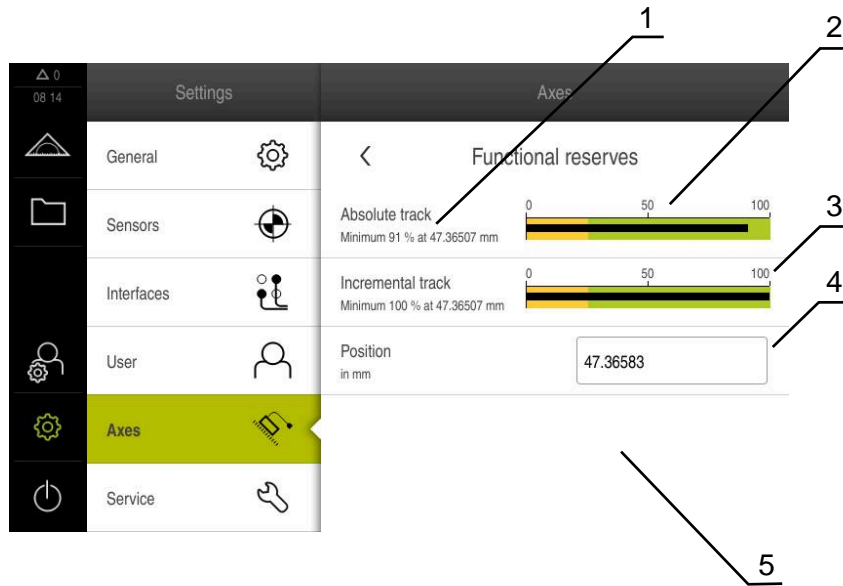 1
2
△ 0
08 14
Settings
Axes
General
Functional reserves
Absolute track
Minimum 91 % at 47.36507 mm
0 50 100
3
Sensors
Incremental track
Minimum 100 % at 47.36507 mm
0 50 100
4
Interfaces
Position
in mm
47.36583
User
Axes
Service
5